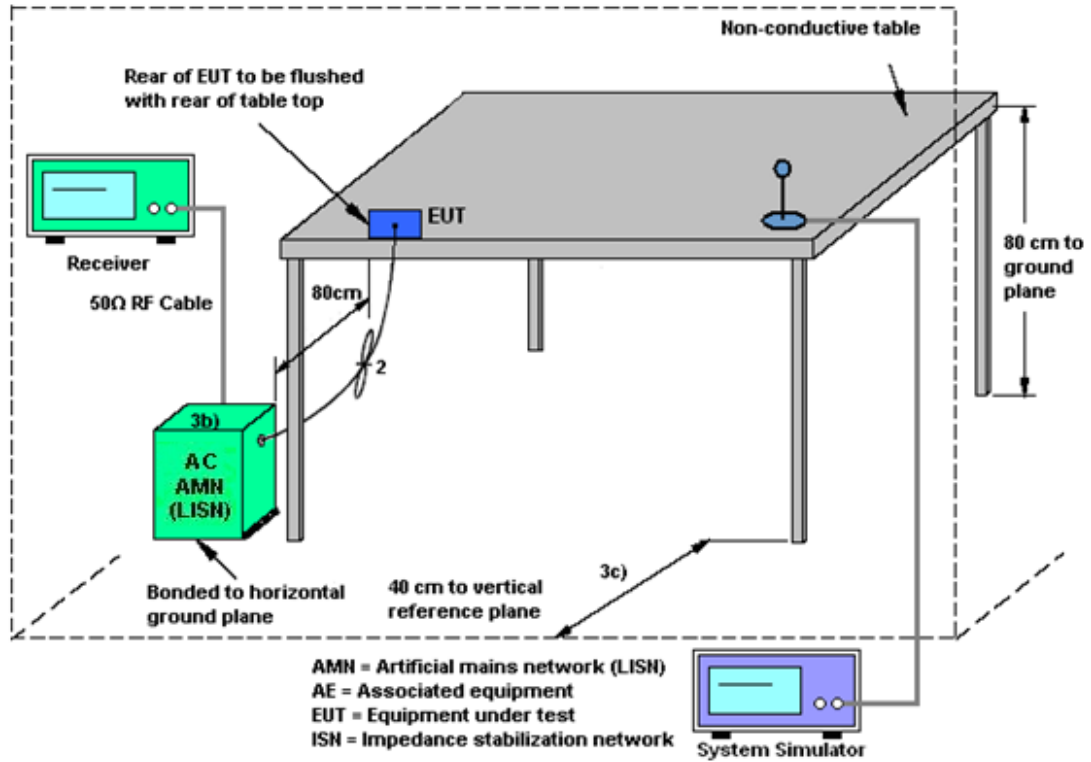 Non-conductive table
Rear of EUT to be flushed
with rear of table top
EUT
Receiver
50Ω RF Cable
80cm
80 cm to
ground
plane
2
3b)
AC
AMN
(LISN)
Bonded to horizontal
ground plane
40 cm to vertical
reference plane
3c)
AMN = Artificial mains network (LISN)
AE = Associated equipment
EUT = Equipment under test
ISN = Impedance stabilization network
System Simulator